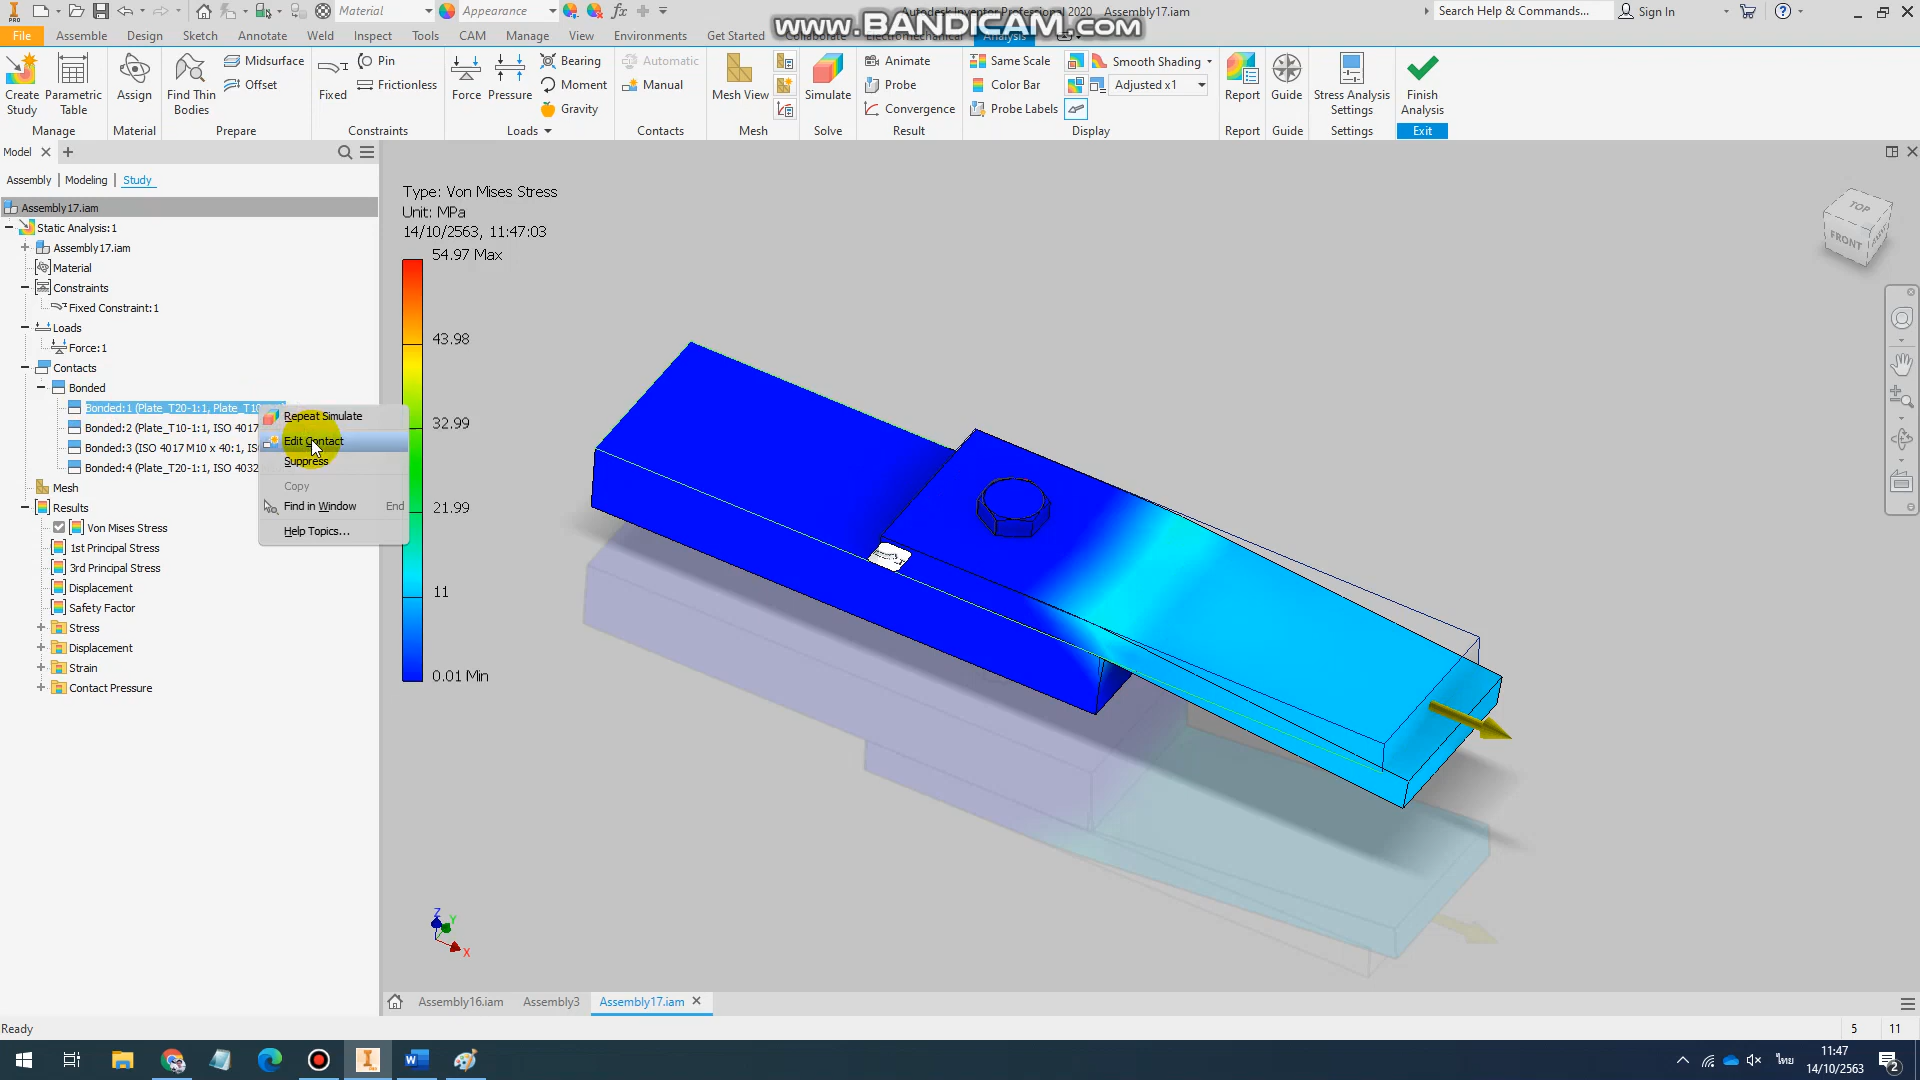 Material
Appearance
www.BANDICAM.com
Autodesk Inventor Professional 2020 Assembly17.iam
Search Help & Commands...
Sign In
File Assemble Design Sketch Annotate Weld Inspect Tools CAM Manage View Environments Get Started Collaborate Electromechanical Analysis
Create Study
Parametric Table
Manage
Assign
Material
Find Thin Bodies
Midsurface
Offset
Prepare
Fixed
Pin
Frictionless
Constraints
Force
Pressure
Bearing
Moment
Gravity
Loads
Automatic
Manual
Contacts
Mesh View
Mesh
Simulate
Solve
Animate
Probe
Convergence
Result
Same Scale
Color Bar
Probe Labels
Smooth Shading
Adjusted x1
Display
Report
Report
Guide
Guide
Stress Analysis Settings
Settings
Finish Analysis
Exit
Model
Assembly Modeling Study
Assembly17.iam
Static Analysis:1
Assembly17.iam
Material
Constraints
Fixed Constraint:1
Loads
Force:1
Contacts
Bonded
Bonded:1 (Plate_T20-1:1, Plate_T10
Bonded:2 (Plate_T10-1:1, ISO 4017
Bonded:3 (ISO 4017 M10 x 40:1, IS
Bonded:4 (Plate_T20-1:1, ISO 4032
Mesh
Results
Von Mises Stress
1st Principal Stress
3rd Principal Stress
Displacement
Safety Factor
Stress
Displacement
Strain
Contact Pressure
Repeat Simulate
Edit Contact
Suppress
Copy
Find in Window End
Help Topics...
Type: Von Mises Stress
Unit: MPa
14/10/2563, 11:47:03
54.97 Max
43.98
32.99
21.99
11
0.01 Min
TOP
FRONT
Z
Y
X
Assembly16.iam Assembly3 Assembly17.iam
Ready
5 11
ไทย
11:47
14/10/2563
2